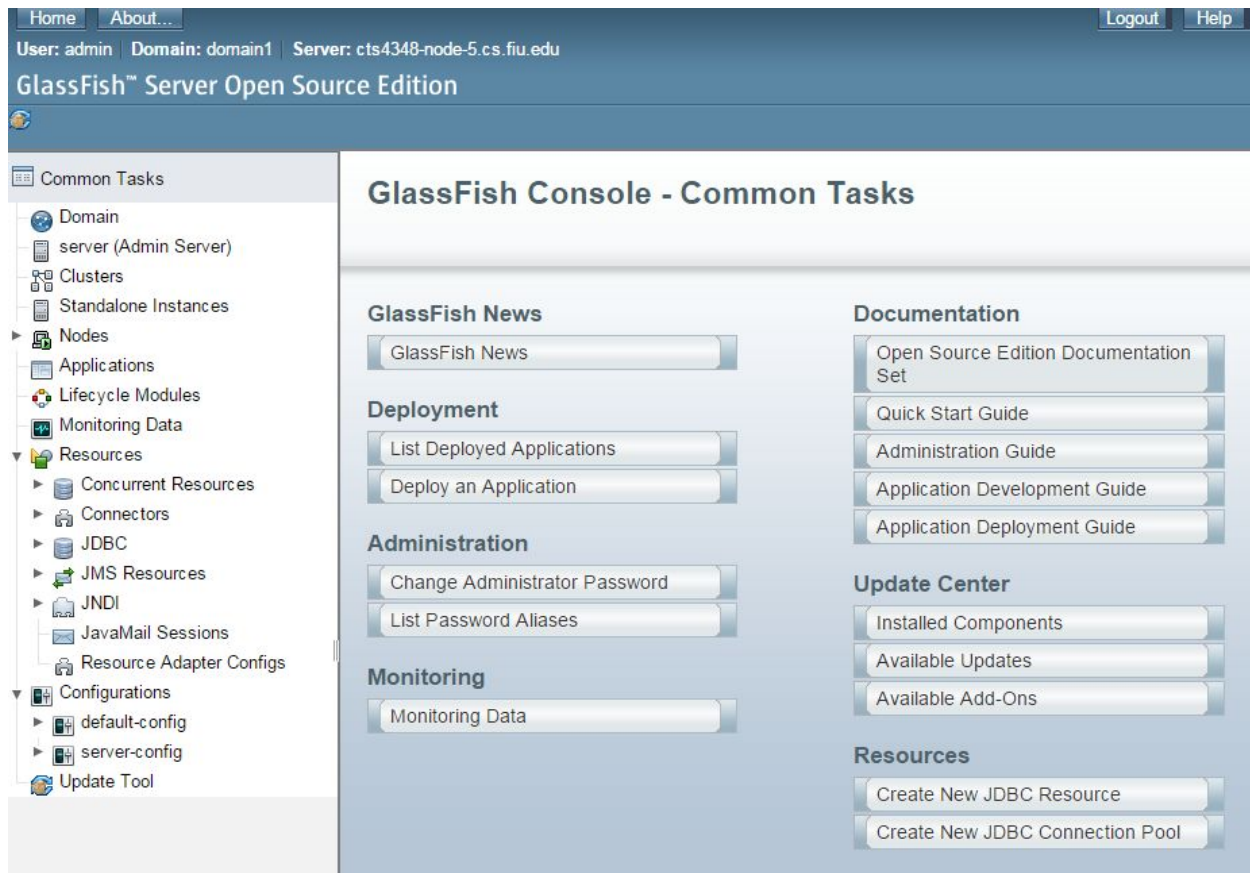 Home About... Logout Help
User: admin Domain: domain1 Server: cts4348-node-5.cs.fiu.edu
GlassFish™ Server Open Source Edition
Common Tasks
Domain
server (Admin Server)
Clusters
Standalone Instances
Nodes
Applications
Lifecycle Modules
Monitoring Data
Resources
Concurrent Resources
Connectors
JDBC
JMS Resources
JNDI
JavaMail Sessions
Resource Adapter Configs
Configurations
default-config
server-config
Update Tool
GlassFish Console - Common Tasks
GlassFish News
GlassFish News
Deployment
List Deployed Applications
Deploy an Application
Administration
Change Administrator Password
List Password Aliases
Monitoring
Monitoring Data
Documentation
Open Source Edition Documentation
Set
Quick Start Guide
Administration Guide
Application Development Guide
Application Deployment Guide
Update Center
Installed Components
Available Updates
Available Add-Ons
Resources
Create New JDBC Resource
Create New JDBC Connection Pool